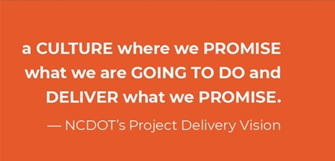 a CULTURE where we PROMISE
what we are GOING TO DO and
DELIVER what we PROMISE.
— NCDOT’s Project Delivery Vision